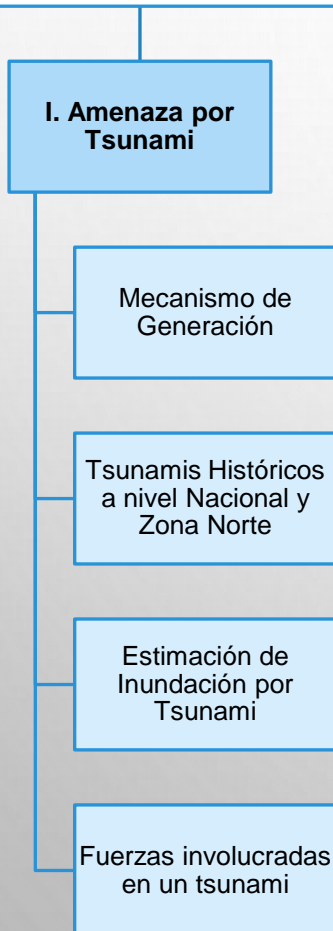 I. Amenaza por
Tsunami
Mecanismo de
Generación
Tsunamis Históricos
a nivel Nacional y
Zona Norte
Estimación de
Inundación por
Tsunami
Fuerzas involucradas
en un tsunami